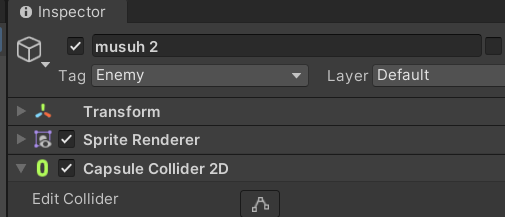 Inspector
musuh 2
Tag Enemy Layer Default
Transform
Sprite Renderer
Capsule Collider 2D
Edit Collider